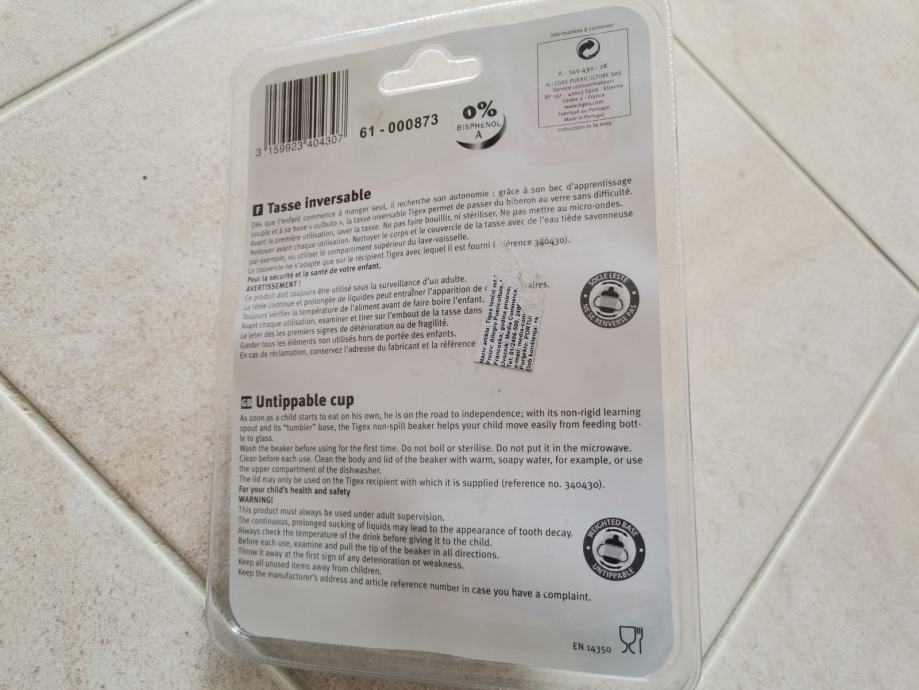 Informations à conserver
R : 340 430 - 2K
ALLEGRE PUERICULTURE SAS
Service consommateurs
BP 197 - 42013 Saint - Etienne
Cedex 2 - France
www.tigex.com
Fabriqué au Portugal
Made in Portugal
Instructions to be keep
3 159923 404307
61 - 000873
0%
BISPHENOL
A
F Tasse inversable
Dès que l'enfant commence à manger seul, il recherche son autonomie ; grâce à son bec d'apprentissage
souple et à sa base « culbuto », la tasse inversable Tigex permet de passer du biberon au verre sans difficulté.
Avant la première utilisation, laver la tasse. Ne pas faire bouillir, ni stériliser. Ne pas mettre au micro-ondes.
Nettoyer avant chaque utilisation. Nettoyer le corps et le couvercle de la tasse avec de l'eau tiède savonneuse
par exemple, ou utiliser le compartiment supérieur du lave-vaisselle.
Le couvercle ne s'adapte que sur le récipient Tigex avec lequel il est fourni ( érence 340430).
Pour la sécurité et la santé de votre enfant.
AVERTISSEMENT !
Ce produit doit toujours être utilisé sous la surveillance d'un adulte.
La tétée continue et prolongée de liquides peut entraîner l'apparition de c aires.
Toujours vérifier la température de l'aliment avant de faire boire l'enfant.
Avant chaque utilisation, examiner et tirer sur l'embout de la tasse dans
Le jeter dès les premiers signes de détérioration ou de fragilité.
Garder tous les éléments non utilisés hors de portée des enfants.
En cas de réclamation, conservez l'adresse du fabricant et la référence
SOCLE LESTÉ
NE SE RENVERSE PAS
GB Untippable cup
As soon as a child starts to eat on his own, he is on the road to independence; with its non-rigid learning
spout and its "tumbler" base, the Tigex non-spill beaker helps your child move easily from feeding bott-
le to glass.
Wash the beaker before using for the first time. Do not boil or sterilise. Do not put it in the microwave.
Clean before each use. Clean the body and lid of the beaker with warm, soapy water, for example, or use
the upper compartment of the dishwasher.
The lid may only be used on the Tigex recipient with which it is supplied (reference no. 340430).
For your child's health and safety
WARNING!
This product must always be used under adult supervision.
The continuous, prolonged sucking of liquids may lead to the appearance of tooth decay.
Always check the temperature of the drink before giving it to the child.
Before each use, examine and pull the tip of the beaker in all directions.
Throw it away at the first sign of any deterioration or weakness.
Keep all unused items away from children.
Keep the manufacturer's address and article reference number in case you have a complaint.
WEIGHTED BASE
UNTIPPABLE
EN 14350